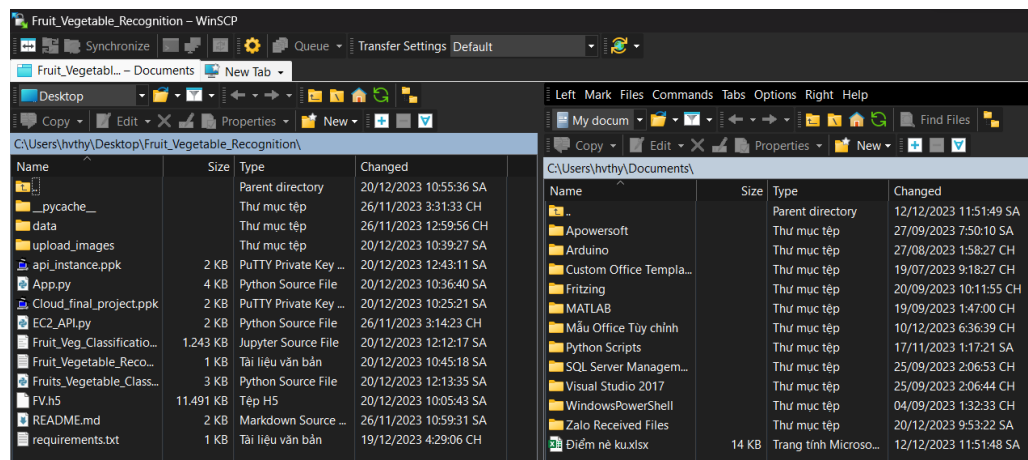 Fruit_Vegetable_Recognition – WinSCP
Synchronize Queue Transfer Settings Default
Fruit_Vegetabl... – Documents New Tab
Desktop
Copy Edit Properties New
C:\Users\hvthy\Desktop\Fruit_Vegetable_Recognition\
Name Size Type Changed
.. Parent directory 20/12/2023 10:55:36 SA
__pycache__ Thư mục tệp 26/11/2023 3:31:33 CH
data Thư mục tệp 26/11/2023 12:59:56 CH
upload_images Thư mục tệp 20/12/2023 10:39:27 SA
api_instance.ppk 2 KB PuTTY Private Key ... 20/12/2023 12:43:11 SA
App.py 4 KB Python Source File 20/12/2023 10:36:40 SA
Cloud_final_project.ppk 2 KB PuTTY Private Key ... 20/12/2023 10:25:21 SA
EC2_API.py 2 KB Python Source File 26/11/2023 3:14:23 CH
Fruit_Veg_Classificatio... 1.243 KB Jupyter Source File 20/12/2023 12:12:17 SA
Fruit_Vegetable_Reco... 1 KB Tài liệu văn bản 20/12/2023 10:45:18 SA
Fruits_Vegetable_Class... 3 KB Python Source File 20/12/2023 12:13:35 SA
FV.h5 11.491 KB Tệp H5 20/12/2023 10:05:43 SA
README.md 2 KB Markdown Source ... 26/11/2023 10:59:31 SA
requirements.txt 1 KB Tài liệu văn bản 19/12/2023 4:29:06 CH
Left Mark Files Commands Tabs Options Right Help
My docum Find Files
Copy Edit Properties New
C:\Users\hvthy\Documents\
Name Size Type Changed
.. Parent directory 12/12/2023 11:51:49 SA
Apowersoft Thư mục tệp 27/09/2023 7:50:10 SA
Arduino Thư mục tệp 27/08/2023 1:58:27 CH
Custom Office Templa... Thư mục tệp 19/07/2023 9:18:27 CH
Fritzing Thư mục tệp 20/09/2023 10:11:55 CH
MATLAB Thư mục tệp 19/09/2023 1:47:00 CH
Mẫu Office Tùy chỉnh Thư mục tệp 10/12/2023 6:36:39 CH
Python Scripts Thư mục tệp 17/11/2023 1:17:21 SA
SQL Server Managem... Thư mục tệp 25/09/2023 2:06:53 CH
Visual Studio 2017 Thư mục tệp 25/09/2023 2:06:44 CH
WindowsPowerShell Thư mục tệp 04/09/2023 1:32:33 CH
Zalo Received Files Thư mục tệp 20/12/2023 9:53:22 SA
Điểm nè ku.xlsx 14 KB Trang tính Microso... 12/12/2023 11:51:48 SA